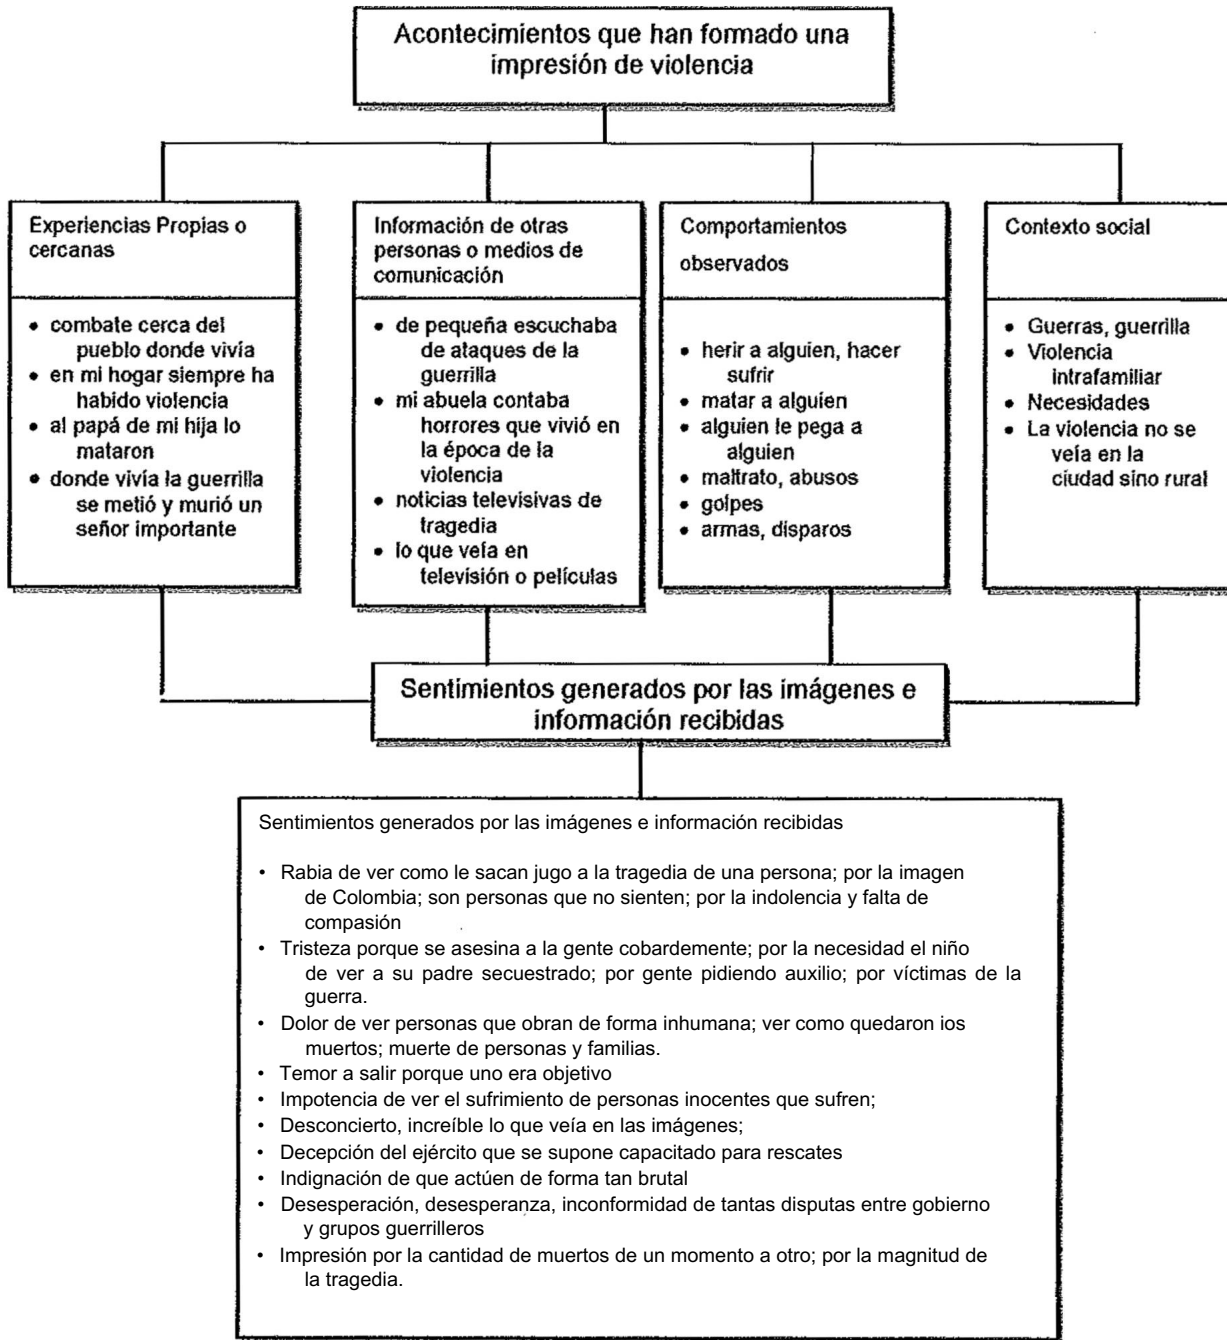 Acontecimientos que han formado una
impresión de violencia
Experiencias Propias o
cercanas
• combate cerca del
pueblo donde vivía
• en mi hogar siempre ha
habido violencia
• al papá de mi hija lo
mataron
• donde vivía la guerrilla
se metió y murió un
señor importante
Información de otras
personas o medios de
comunicación
• de pequeña escuchaba
de ataques de la
guerrilla
• mi abuela contaba
horrores que vivió en
la época de la
violencia
• noticias televisivas de
tragedia
• lo que veía en
televisión o películas
Comportamientos
observados
• herir a alguien, hacer
sufrir
• matar a alguien
• alguien le pega a
alguien
• maltrato, abusos
• golpes
• armas, disparos
Contexto social
• Guerras, guerrilla
• Violencia
intrafamiliar
• Necesidades
• La violencia no se
veía en la
ciudad sino rural
Sentimientos generados por las imágenes e
información recibidas
Sentimientos generados por las imágenes e información recibidas
• Rabia de ver como le sacan jugo a la tragedia de una persona; por la imagen
de Colombia; son personas que no sienten; por la indolencia y falta de
compasión
• Tristeza porque se asesina a la gente cobardemente; por la necesidad el niño
de ver a su padre secuestrado; por gente pidiendo auxilio; por víctimas de la
guerra.
• Dolor de ver personas que obran de forma inhumana; ver como quedaron ios
muertos; muerte de personas y familias.
• Temor a salir porque uno era objetivo
• Impotencia de ver el sufrimiento de personas inocentes que sufren;
• Desconcierto, increíble lo que veía en las imágenes;
• Decepción del ejército que se supone capacitado para rescates
• Indignación de que actúen de forma tan brutal
• Desesperación, desesperanza, inconformidad de tantas disputas entre gobierno
y grupos guerrilleros
• Impresión por la cantidad de muertos de un momento a otro; por la magnitud de
la tragedia.